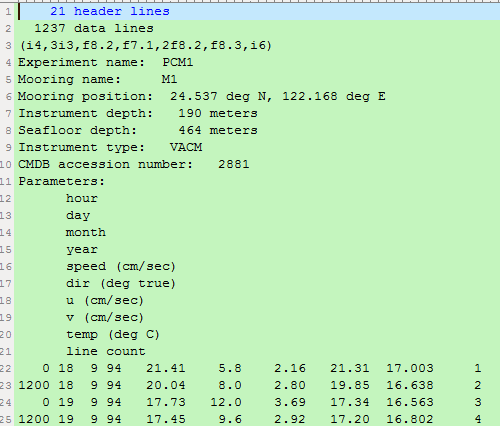 1 21 header lines
2 1237 data lines
3 (i4,3i3,f8.2,f7.1,2f8.2,f8.3,i6)
4 Experiment name: PCM1
5 Mooring name: M1
6 Mooring position: 24.537 deg N, 122.168 deg E
7 Instrument depth: 190 meters
8 Seafloor depth: 464 meters
9 Instrument type: VACM
10 CMDB accession number: 2881
11 Parameters:
12 hour
13 day
14 month
15 year
16 speed (cm/sec)
17 dir (deg true)
18 u (cm/sec)
19 v (cm/sec)
20 temp (deg C)
21 line count
22 0 18 9 94 21.41 5.8 2.16 21.31 17.003 1
23 1200 18 9 94 20.04 8.0 2.80 19.85 16.638 2
24 0 19 9 94 17.73 12.0 3.69 17.34 16.563 3
25 1200 19 9 94 17.45 9.6 2.92 17.20 16.802 4